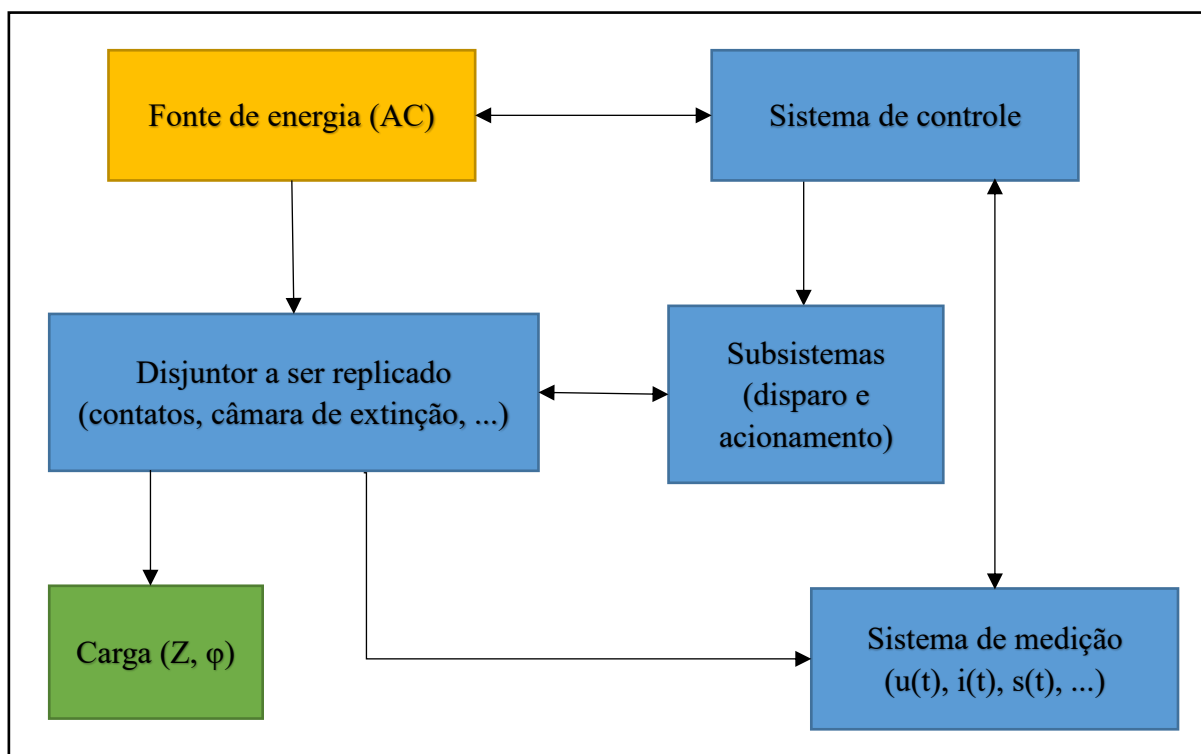 Fonte de energia (AC)
Sistema de controle
Disjuntor a ser replicado
(contatos, câmara de extinção, ...)
Subsistemas
(disparo e
acionamento)
Carga (Z, φ)
Sistema de medição
(u(t), i(t), s(t), ...)